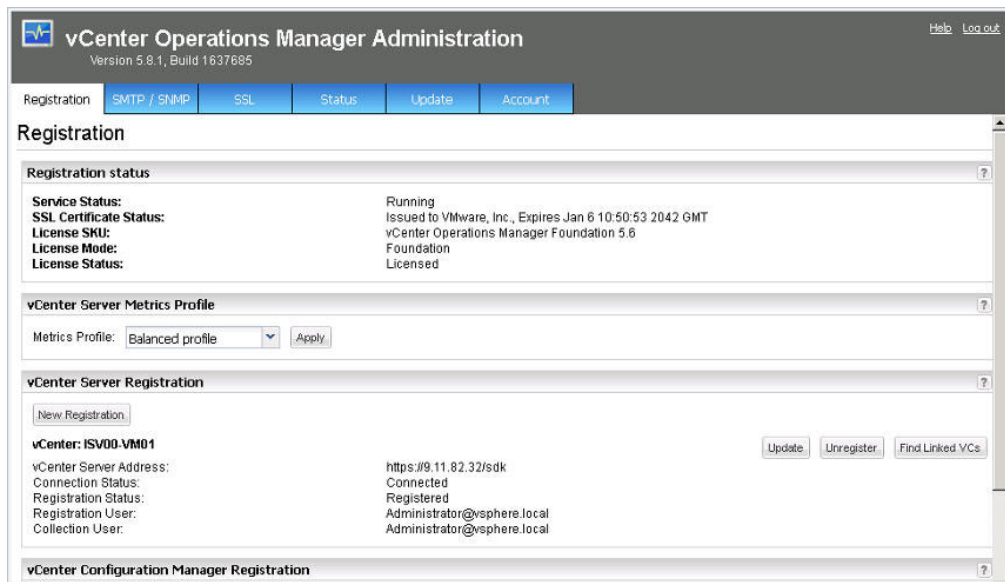 vCenter Operations Manager Administration
Help Log out
Version 5.8.1, Build 1637685
Registration SMTP / SNMP SSL Status Update Account
Registration
Registration status ?
Service Status: Running
SSL Certificate Status: Issued to VMware, Inc., Expires Jan 6 10:50:53 2042 GMT
License SKU: vCenter Operations Manager Foundation 5.6
License Mode: Foundation
License Status: Licensed
vCenter Server Metrics Profile ?
Metrics Profile: Balanced profile Apply
vCenter Server Registration ?
New Registration
vCenter: ISV00-VM01 Update Unregister Find Linked VCs
vCenter Server Address: https://9.11.82.32/sdk
Connection Status: Connected
Registration Status: Registered
Registration User: Administrator@vsphere.local
Collection User: Administrator@vsphere.local
vCenter Configuration Manager Registration ?